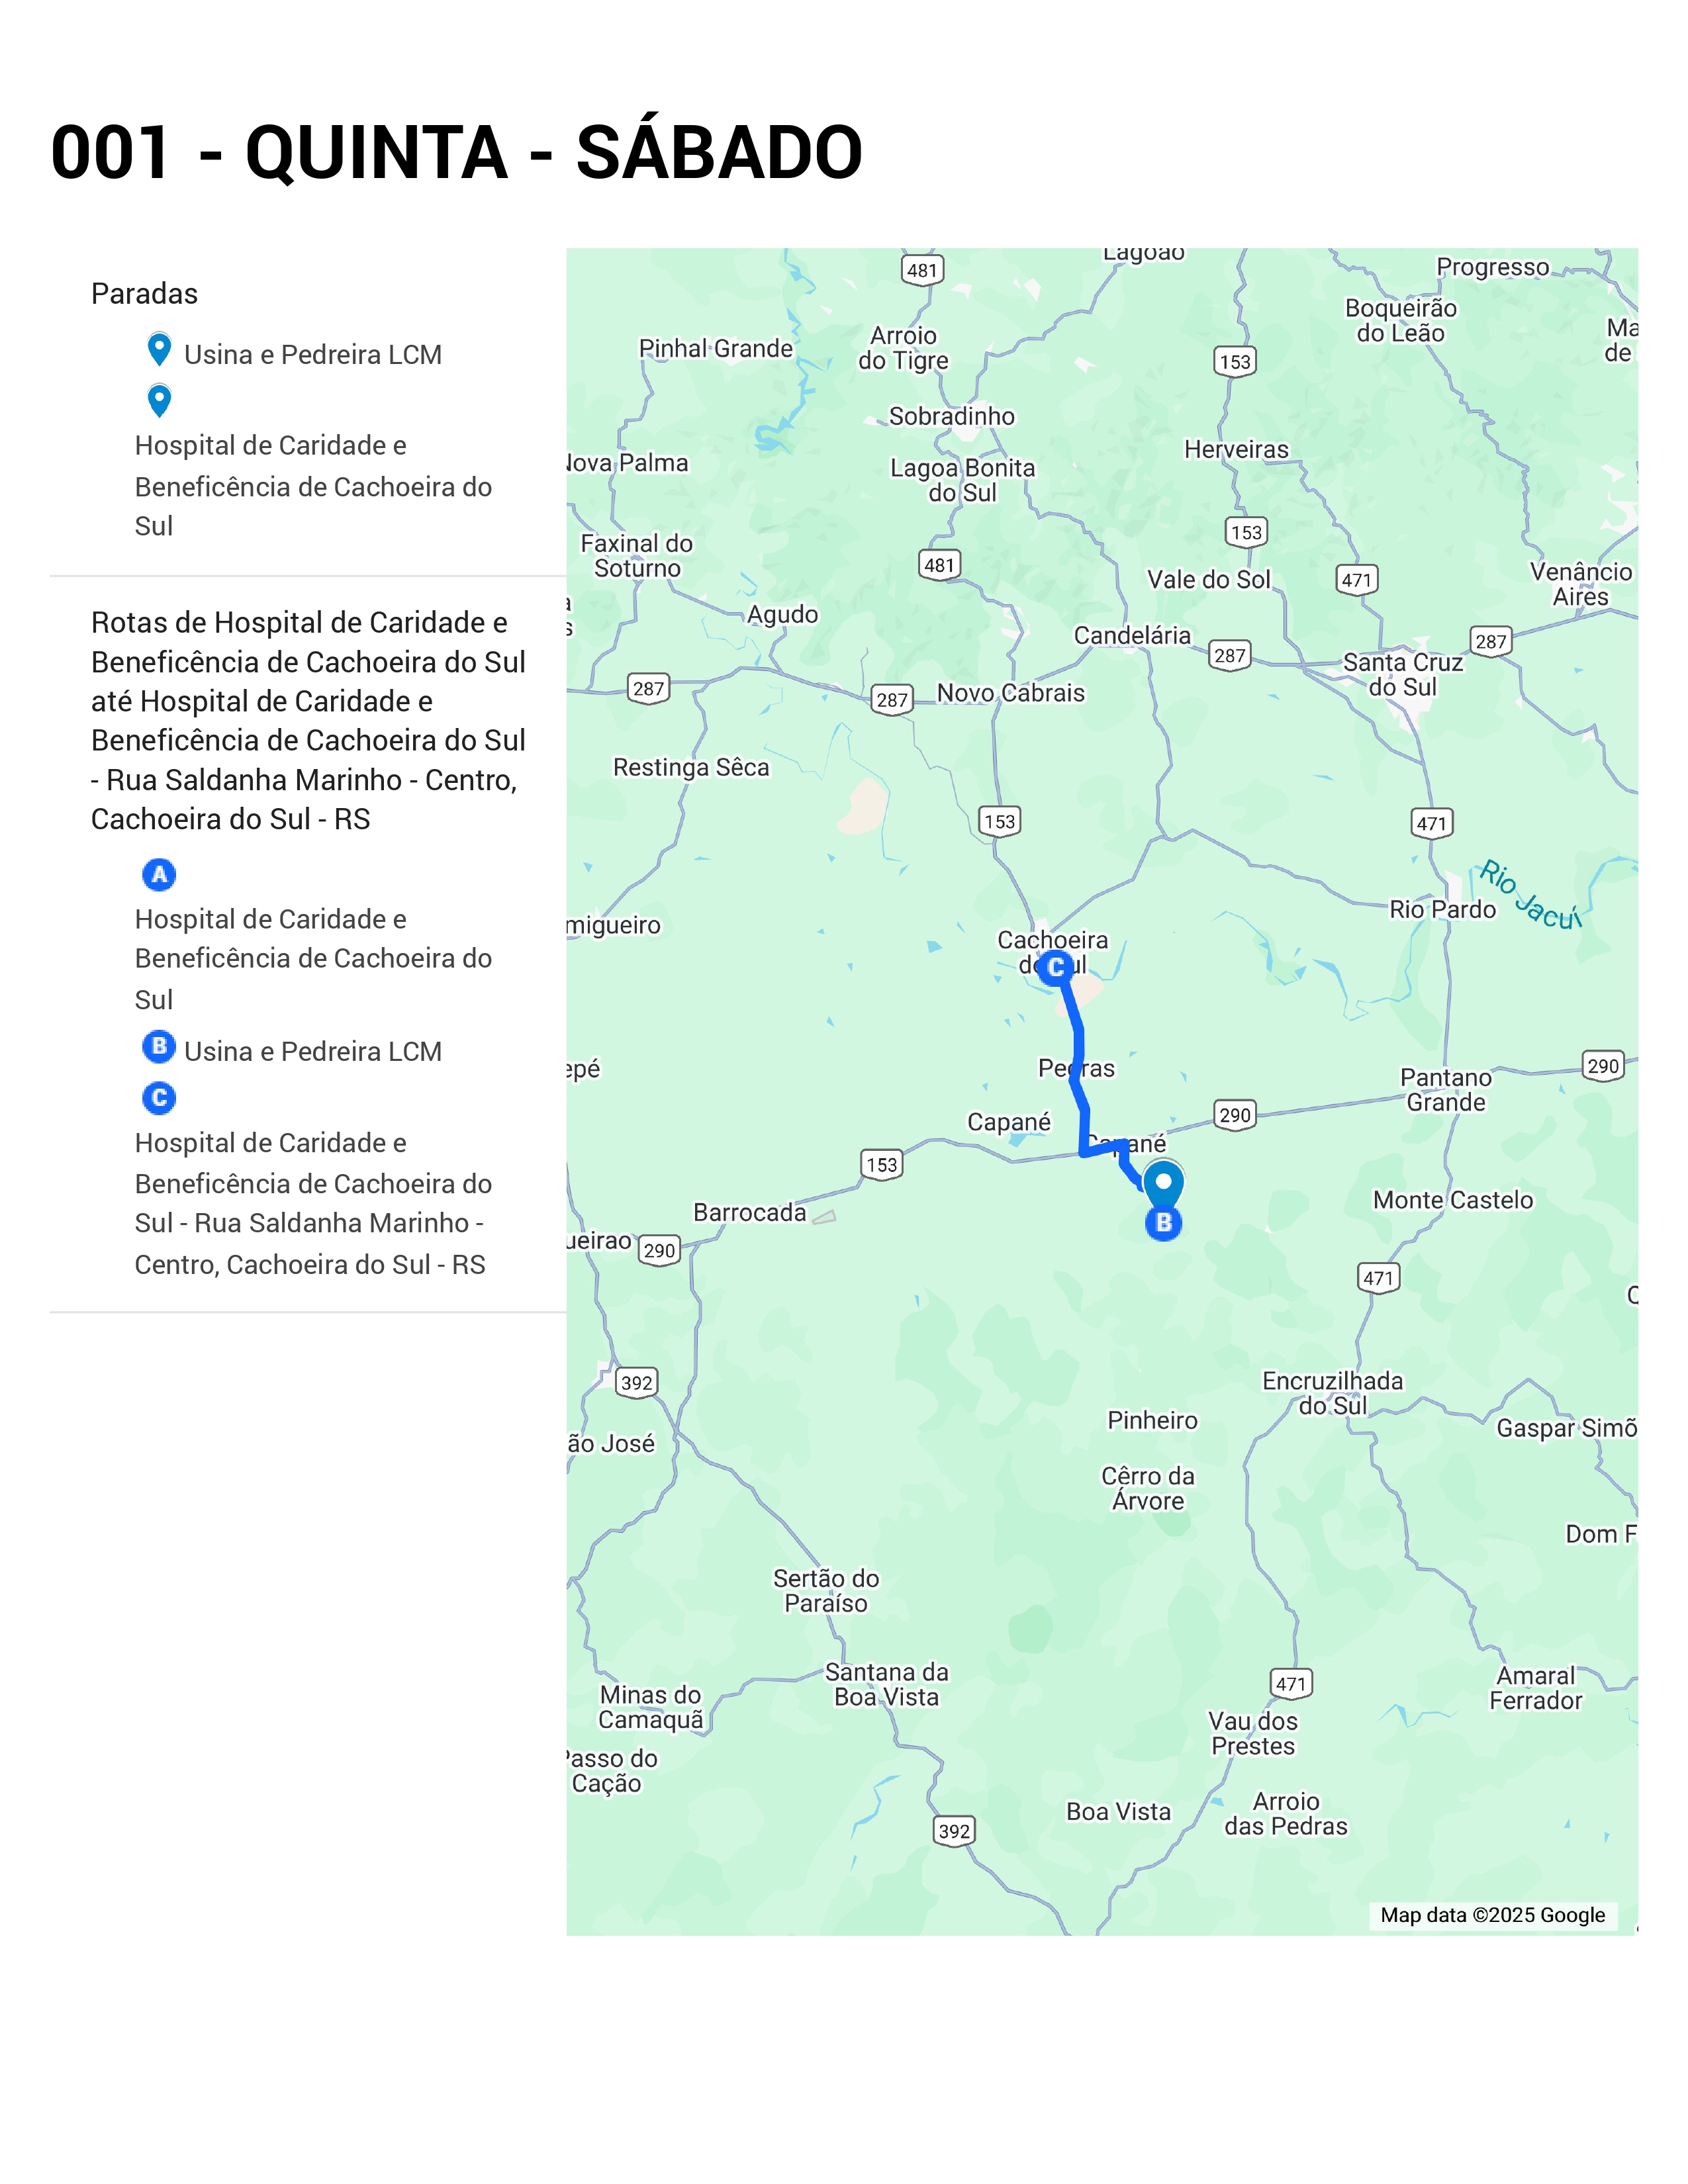 001 - QUINTA - SÁBADO
Paradas
Usina e Pedreira LCM
Hospital de Caridade e
Beneficência de Cachoeira do
Sul
Rotas de Hospital de Caridade e
Beneficência de Cachoeira do Sul
até Hospital de Caridade e
Beneficência de Cachoeira do Sul
- Rua Saldanha Marinho - Centro,
Cachoeira do Sul - RS
A
Hospital de Caridade e
Beneficência de Cachoeira do
Sul
B Usina e Pedreira LCM
C
Hospital de Caridade e
Beneficência de Cachoeira do
Sul - Rua Saldanha Marinho -
Centro, Cachoeira do Sul - RS
Lagoão
481
Progresso
Boqueirão
do Leão
Ma
de
Pinhal Grande
Arroio
do Tigre
153
Sobradinho
Herveiras
Nova Palma
Lagoa Bonita
do Sul
153
Faxinal do
Soturno
481
Vale do Sol
471
Venâncio
Aires
a
s
Agudo
Candelária
287
287
Santa Cruz
do Sul
287
287
Novo Cabrais
Restinga Sêca
153
471
Rio Jacuí
migueiro
Rio Pardo
Cachoeira
do Sul
C
epé
Pedras
290
Pantano
Grande
Capané
290
Capané
153
B
Monte Castelo
Barrocada
ueirao
290
471
Q
392
Encruzilhada
do Sul
Pinheiro
Gaspar Simõ
ão José
Cêrro da
Árvore
Dom F
Sertão do
Paraíso
Santana da
Boa Vista
471
Amaral
Ferrador
Minas do
Camaquã
Vau dos
Prestes
Passo do
Cação
Boa Vista
Arroio
das Pedras
392
Map data ©2025 Google